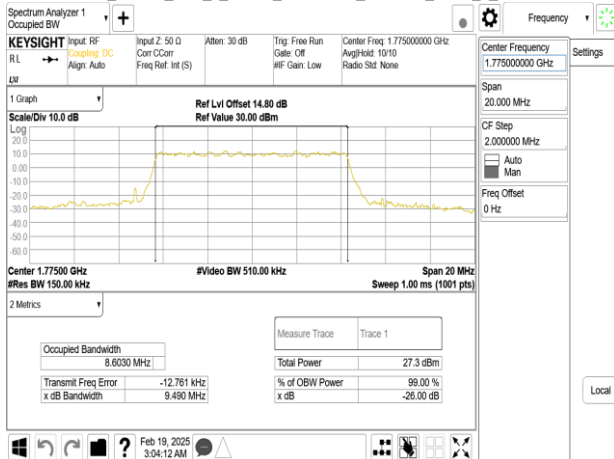 Spectrum Analyzer 1
Occupied BW
+
Frequency
KEYSIGHT
RL
LXI
Input: RF
Coupling: DC
Align: Auto
Input Z: 50 Ω
Corr CCorr
Freq Ref: Int (S)
Atten: 30 dB
Trig: Free Run
Gate: Off
#IF Gain: Low
Center Freq: 1.775000000 GHz
Avg|Hold: 10/10
Radio Std: None
Center Frequency
1.775000000 GHz
Settings
Span
20.000 MHz
CF Step
2.000000 MHz
Auto
Man
Freq Offset
0 Hz
Local
1 Graph
Scale/Div 10.0 dB
Ref Lvl Offset 14.80 dB
Ref Value 30.00 dBm
Log
20.0
10.0
0.00
-10.0
-20.0
-30.0
-40.0
-50.0
-60.0
Center 1.77500 GHz
#Video BW 510.00 kHz
Span 20 MHz
#Res BW 150.00 kHz
Sweep 1.00 ms (1001 pts)
2 Metrics
Measure Trace
Trace 1
Occupied Bandwidth
8.6030 MHz
Total Power
27.3 dBm
Transmit Freq Error
-12.761 kHz
% of OBW Power
99.00 %
x dB Bandwidth
9.490 MHz
x dB
-26.00 dB
?
Feb 19, 2025
3:04:12 AM